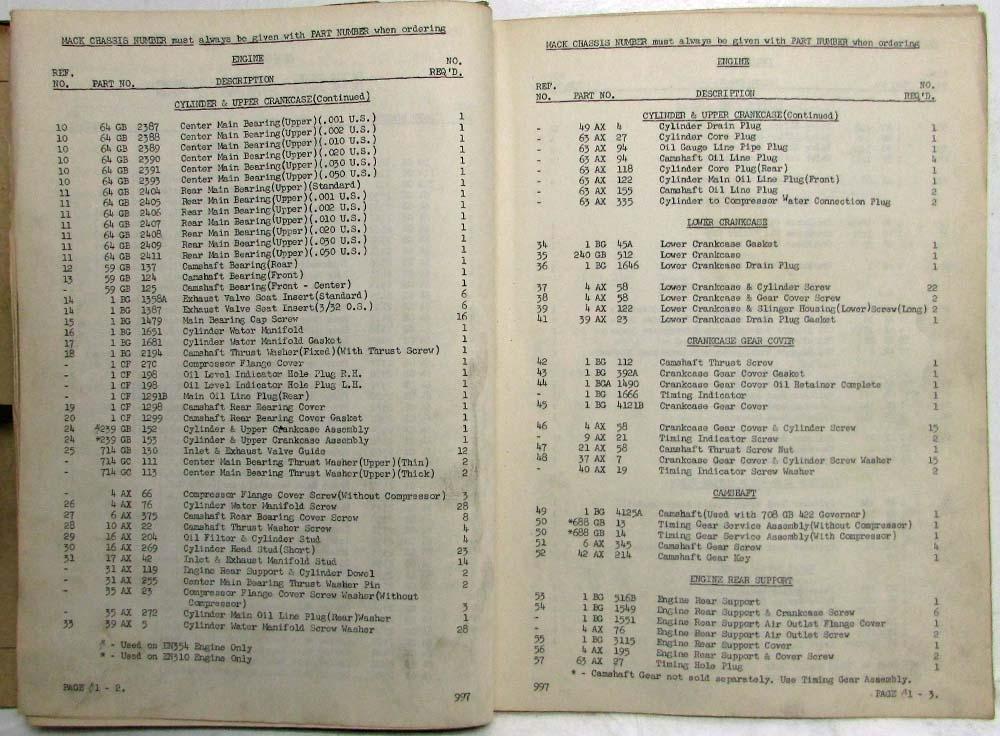 MACK CHASSIS NUMBER must always be given with PART NUMBER when ordering
ENGINE
REF. NO. PART NO. DESCRIPTION NO. REQ'D.
CYLINDER & UPPER CRANKCASE(Continued)
10 64 GB 2387 Center Main Bearing(Upper)(.001 U.S.) 1
10 64 GB 2388 Center Main Bearing(Upper)(.002 U.S.) 1
10 64 GB 2389 Center Main Bearing(Upper)(.010 U.S.) 1
10 64 GB 2390 Center Main Bearing(Upper)(.020 U.S.) 1
10 64 GB 2391 Center Main Bearing(Upper)(.030 U.S.) 1
10 64 GB 2393 Center Main Bearing(Upper)(.050 U.S.) 1
11 64 GB 2404 Rear Main Bearing(Upper)(Standard) 1
11 64 GB 2405 Rear Main Bearing(Upper)(.001 U.S.) 1
11 64 GB 2406 Rear Main Bearing(Upper)(.002 U.S.) 1
11 64 GB 2407 Rear Main Bearing(Upper)(.010 U.S.) 1
11 64 GB 2408 Rear Main Bearing(Upper)(.020 U.S.) 1
11 64 GB 2409 Rear Main Bearing(Upper)(.030 U.S.) 1
11 64 GB 2411 Rear Main Bearing(Upper)(.050 U.S.) 1
12 59 GB 137 Camshaft Bearing(Rear) 1
13 59 GB 124 Camshaft Bearing(Front) 1
- 59 GB 125 Camshaft Bearing(Front - Center) 1
14 1 BG 1358A Exhaust Valve Seat Insert(Standard) 6
14 1 BG 1387 Exhaust Valve Seat Insert(3/32 O.S.) 6
15 1 BG 1479 Main Bearing Cap Screw 16
16 1 BG 1651 Cylinder Water Manifold 1
17 1 BG 1681 Cylinder Water Manifold Gasket 1
18 1 BG 2194 Camshaft Thrust Washer(Fixed)(With Thrust Screw) 1
- 1 CF 27C Compressor Flange Cover 1
- 1 CF 198 Oil Level Indicator Hole Plug R.H. 1
- 1 CF 198 Oil Level Indicator Hole Plug L.H. 1
- 1 CF 1291B Main Oil Line Plug(Rear) 1
19 1 CF 1298 Camshaft Rear Bearing Cover 1
20 1 CF 1299 Camshaft Rear Bearing Cover Gasket 1
24 239 GB 152 Cylinder & Upper Crankcase Assembly 1
24 *239 GB 153 Cylinder & Upper Crankcase Assembly 1
25 714 GB 130 Inlet & Exhaust Valve Guide 12
- 714 GC 111 Center Main Bearing Thrust Washer(Upper)(Thin) 2
- 714 GC 113 Center Main Bearing Thrust Washer(Upper)(Thick) 2
- 4 AX 66 Compressor Flange Cover Screw(Without Compressor) 3
26 4 AX 76 Cylinder Water Manifold Screw 28
27 6 AX 375 Camshaft Rear Bearing Cover Screw 8
28 10 AX 22 Camshaft Thrust Washer Screw 4
29 16 AX 204 Oil Filter & Cylinder Stud 4
30 16 AX 269 Cylinder Head Stud(Short) 23
31 17 AX 42 Inlet & Exhaust Manifold Stud 14
- 31 AX 119 Engine Rear Support & Cylinder Dowel 2
- 31 AX 255 Center Main Bearing Thrust Washer Pin 2
- 35 AX 23 Compressor Flange Cover Screw Washer(Without
Compressor) 3
- 35 AX 272 Cylinder Main Oil Line Plug(Rear)Washer 1
33 39 AX 5 Cylinder Water Manifold Screw Washer 28
- Used on EN354 Engine Only
* - Used on EN310 Engine Only
PAGE A1 - 2.
997
MACK CHASSIS NUMBER must always be given with PART NUMBER when ordering
ENGINE
REF. NO. PART NO. DESCRIPTION NO. REQ'D.
CYLINDER & UPPER CRANKCASE(Continued)
- 49 AX 4 Cylinder Drain Plug 1
- 63 AX 27 Cylinder Core Plug 1
- 63 AX 94 Oil Gauge Line Pipe Plug 1
- 63 AX 94 Camshaft Oil Line Plug 4
- 63 AX 118 Cylinder Core Plug(Rear) 1
- 63 AX 122 Cylinder Main Oil Line Plug(Front) 1
- 63 AX 155 Camshaft Oil Line Plug 2
- 63 AX 335 Cylinder to Compressor Water Connection Plug 2
LOWER CRANKCASE
34 1 BG 45A Lower Crankcase Gasket 1
35 240 GB 512 Lower Crankcase 1
36 1 BG 1646 Lower Crankcase Drain Plug 1
37 4 AX 58 Lower Crankcase & Cylinder Screw 22
38 4 AX 58 Lower Crankcase & Gear Cover Screw 2
39 4 AX 122 Lower Crankcase & Slinger Housing(Lower)Screw(Long) 2
41 39 AX 23 Lower Crankcase Drain Plug Gasket 1
CRANKCASE GEAR COVER
42 1 BG 112 Camshaft Thrust Screw 1
43 1 BG 392A Crankcase Gear Cover Gasket 1
44 1 BGA 1490 Crankcase Gear Cover Oil Retainer Complete 1
- 1 BG 1666 Timing Indicator 1
45 1 BG 4121B Crankcase Gear Cover 1
46 4 AX 58 Crankcase Gear Cover & Cylinder Screw 15
- 9 AX 21 Timing Indicator Screw 2
47 21 AX 58 Camshaft Thrust Screw Nut 1
48 37 AX 7 Crankcase Gear Cover & Cylinder Screw Washer 15
- 40 AX 19 Timing Indicator Screw Washer 2
CAMSHAFT
49 1 BG 4125A Camshaft(Used with 708 GB 422 Governor) 1
50 *688 GB 13 Timing Gear Service Assembly(Without Compressor) 1
50 *688 GB 14 Timing Gear Service Assembly(With Compressor) 1
51 6 AX 345 Camshaft Gear Screw 4
52 42 AX 214 Camshaft Gear Key 1
ENGINE REAR SUPPORT
53 1 BG 516B Engine Rear Support 1
54 1 BG 1549 Engine Rear Support & Crankcase Screw 6
- 1 BG 1551 Engine Rear Support Air Outlet Flange Cover 1
- 4 AX 76 Engine Rear Support Air Outlet Screw 2
55 1 BG 3115 Engine Rear Support Cover 1
56 4 AX 195 Engine Rear Support & Cover Screw 2
57 63 AX 27 Timing Hole Plug 1
* - Camshaft Gear not sold separately. Use Timing Gear Assembly.
997
PAGE A1 - 3.